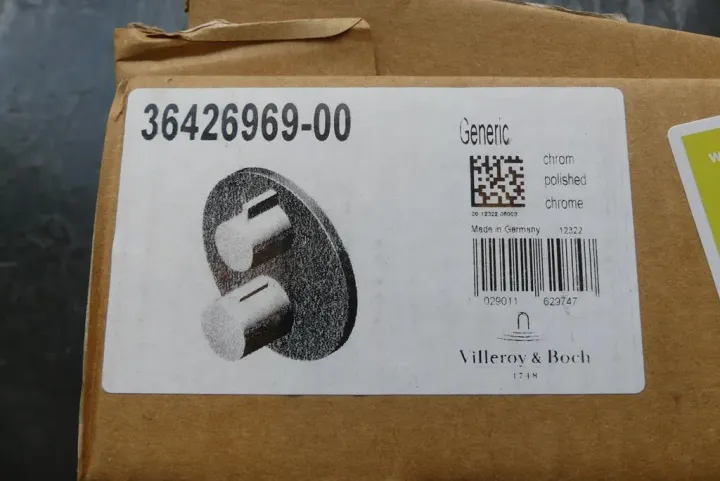 36426969-00
Generic
chrom
polished
chrome
Made in Germany 12322
029011 629747
Villeroy & Boch
1748